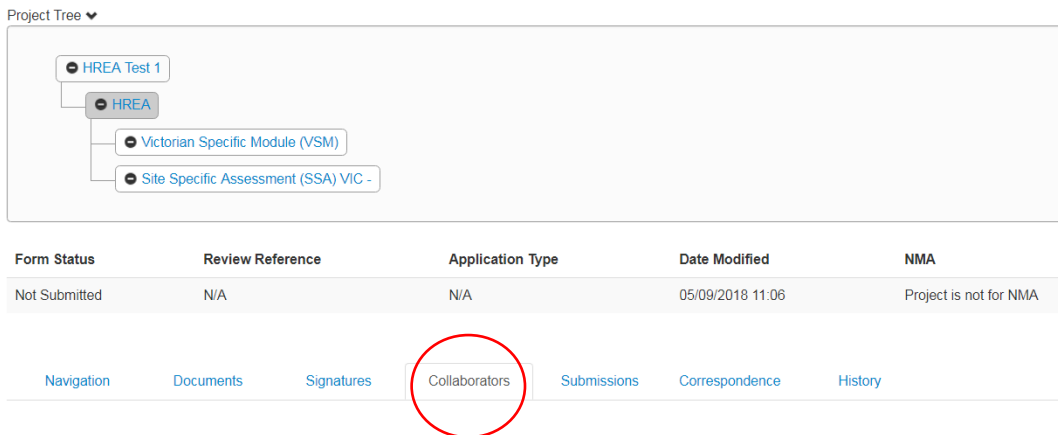 Project Tree
HREA Test 1
HREA
Victorian Specific Module (VSM)
Site Specific Assessment (SSA) VIC -
Form Status Review Reference Application Type Date Modified NMA
Not Submitted N/A N/A 05/09/2018 11:06 Project is not for NMA
Navigation Documents Signatures Collaborators Submissions Correspondence History